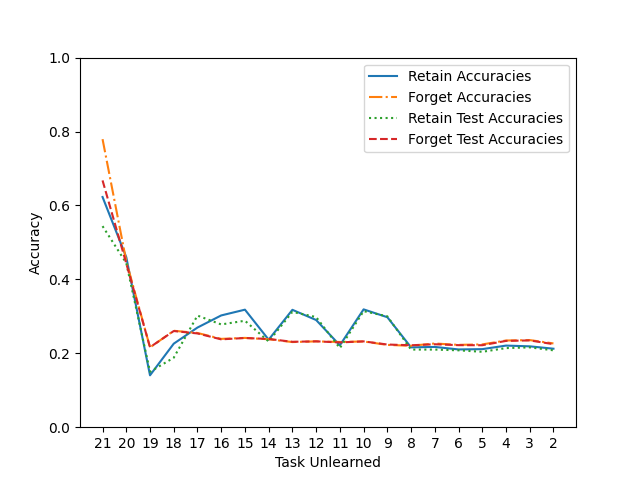 1.0
0.8
0.6
0.4
0.2
0.0
Accuracy
Retain Accuracies
Forget Accuracies
Retain Test Accuracies
Forget Test Accuracies
21 20 19 18 17 16 15 14 13 12 11 10 9 8 7 6 5 4 3 2
Task Unlearned